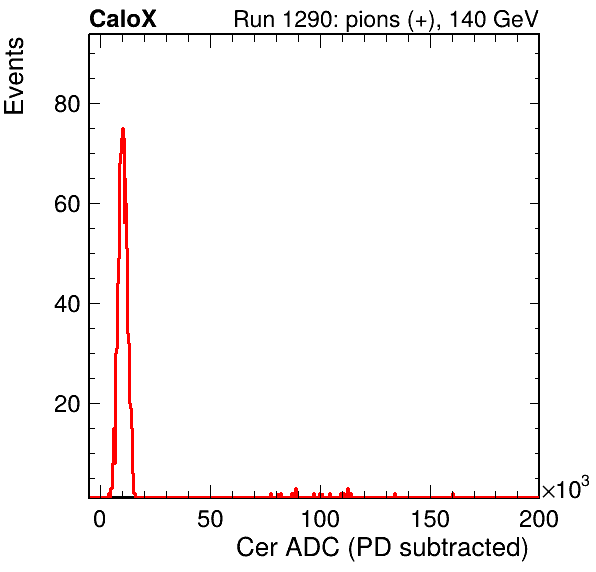 CaloX Run 1290: pions (+), 140 GeV
Events
80
60
40
20
0 50 100 150 200
×10³
Cer ADC (PD subtracted)